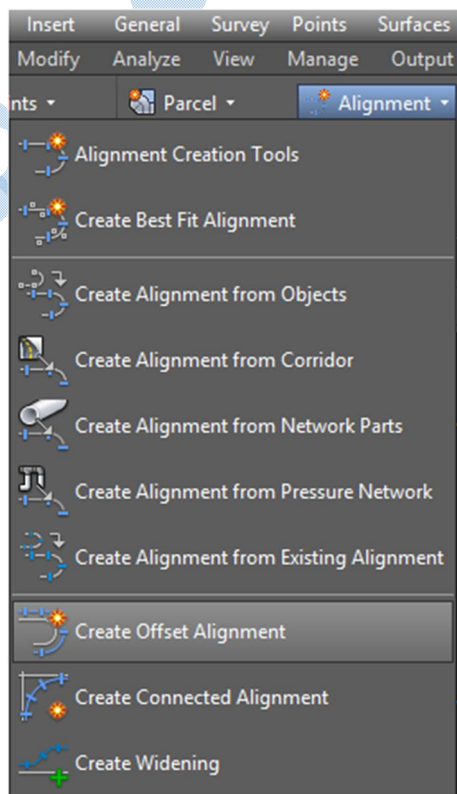 Insert General Survey Points Surfaces
Modify Analyze View Manage Output
nts Parcel Alignment
Alignment Creation Tools
Create Best Fit Alignment
Create Alignment from Objects
Create Alignment from Corridor
Create Alignment from Network Parts
Create Alignment from Pressure Network
Create Alignment from Existing Alignment
Create Offset Alignment
Create Connected Alignment
Create Widening